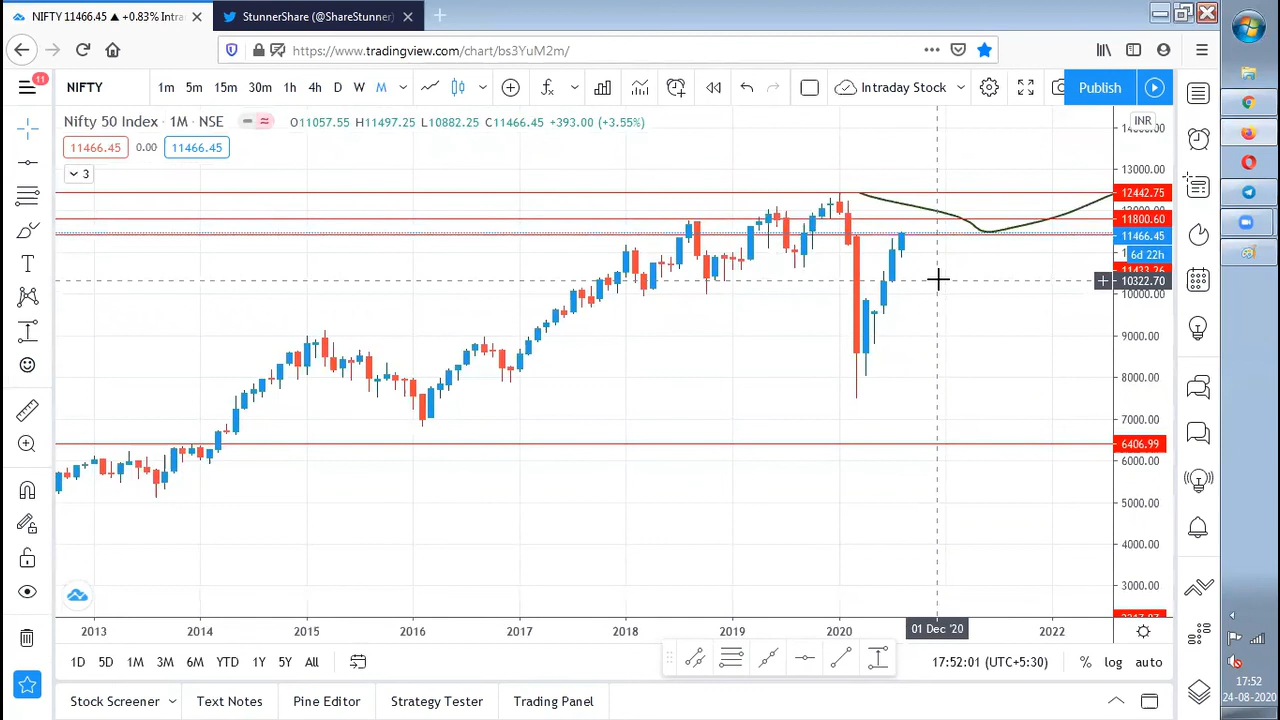 NIFTY 11466.45 ▲ +0.83% Intra
StunnerShare (@ShareStunner)
https://www.tradingview.com/chart/bs3YuM2m/
11
NIFTY
1m 5m 15m 30m 1h 4h D W M
Intraday Stock
Publish
Nifty 50 Index · 1M · NSE
O11057.55 H11497.25 L10882.25 C11466.45 +393.00 (+3.55%)
INR
11466.45 0.00 11466.45
3
13000.00
12442.75
11800.60
11466.45
6d 22h
11433.26
10322.70
10000.00
9000.00
8000.00
7000.00
6406.99
6000.00
5000.00
4000.00
3000.00
2013 2014 2015 2016 2017 2018 2019 2020 01 Dec '20 2022
1D 5D 1M 3M 6M YTD 1Y 5Y All
17:52:01 (UTC+5:30) % log auto
Stock Screener Text Notes Pine Editor Strategy Tester Trading Panel
17:52
24-08-2020